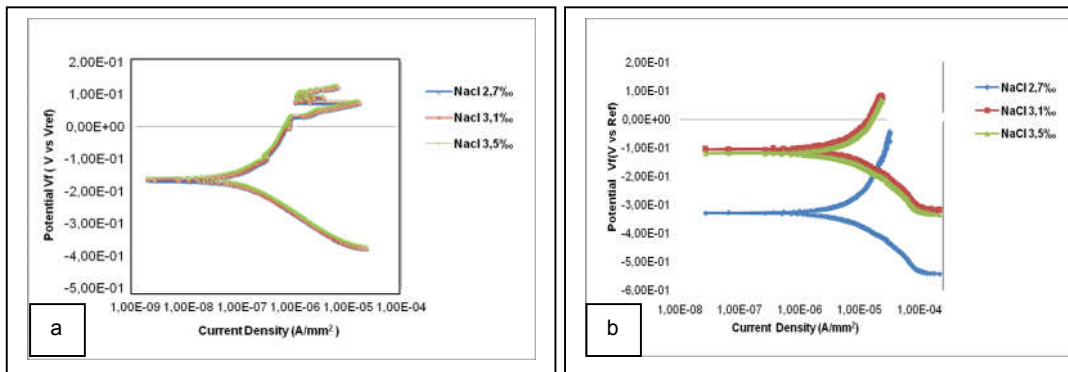 2,00E-01
1,00E-01
0,00E+00
-1,00E-01
-2,00E-01
-3,00E-01
-4,00E-01
-5,00E-01
Potential Vf ( V vs Vref)
1,00E-09 1,00E-08 1,00E-07 1,00E-06 1,00E-05 1,00E-04
Current Density (A/mm²)
NaCl 2,7‰
NaCl 3,1‰
NaCl 3,5‰
a
2,00E-01
1,00E-01
0,00E+00
-1,00E-01
-2,00E-01
-3,00E-01
-4,00E-01
-5,00E-01
-6,00E-01
Potential Vf(V vs Ref)
1,00E-08 1,00E-07 1,00E-06 1,00E-05 1,00E-04
Current Density (A/mm²)
NaCl 2,7‰
NaCl 3,1‰
NaCl 3,5‰
b